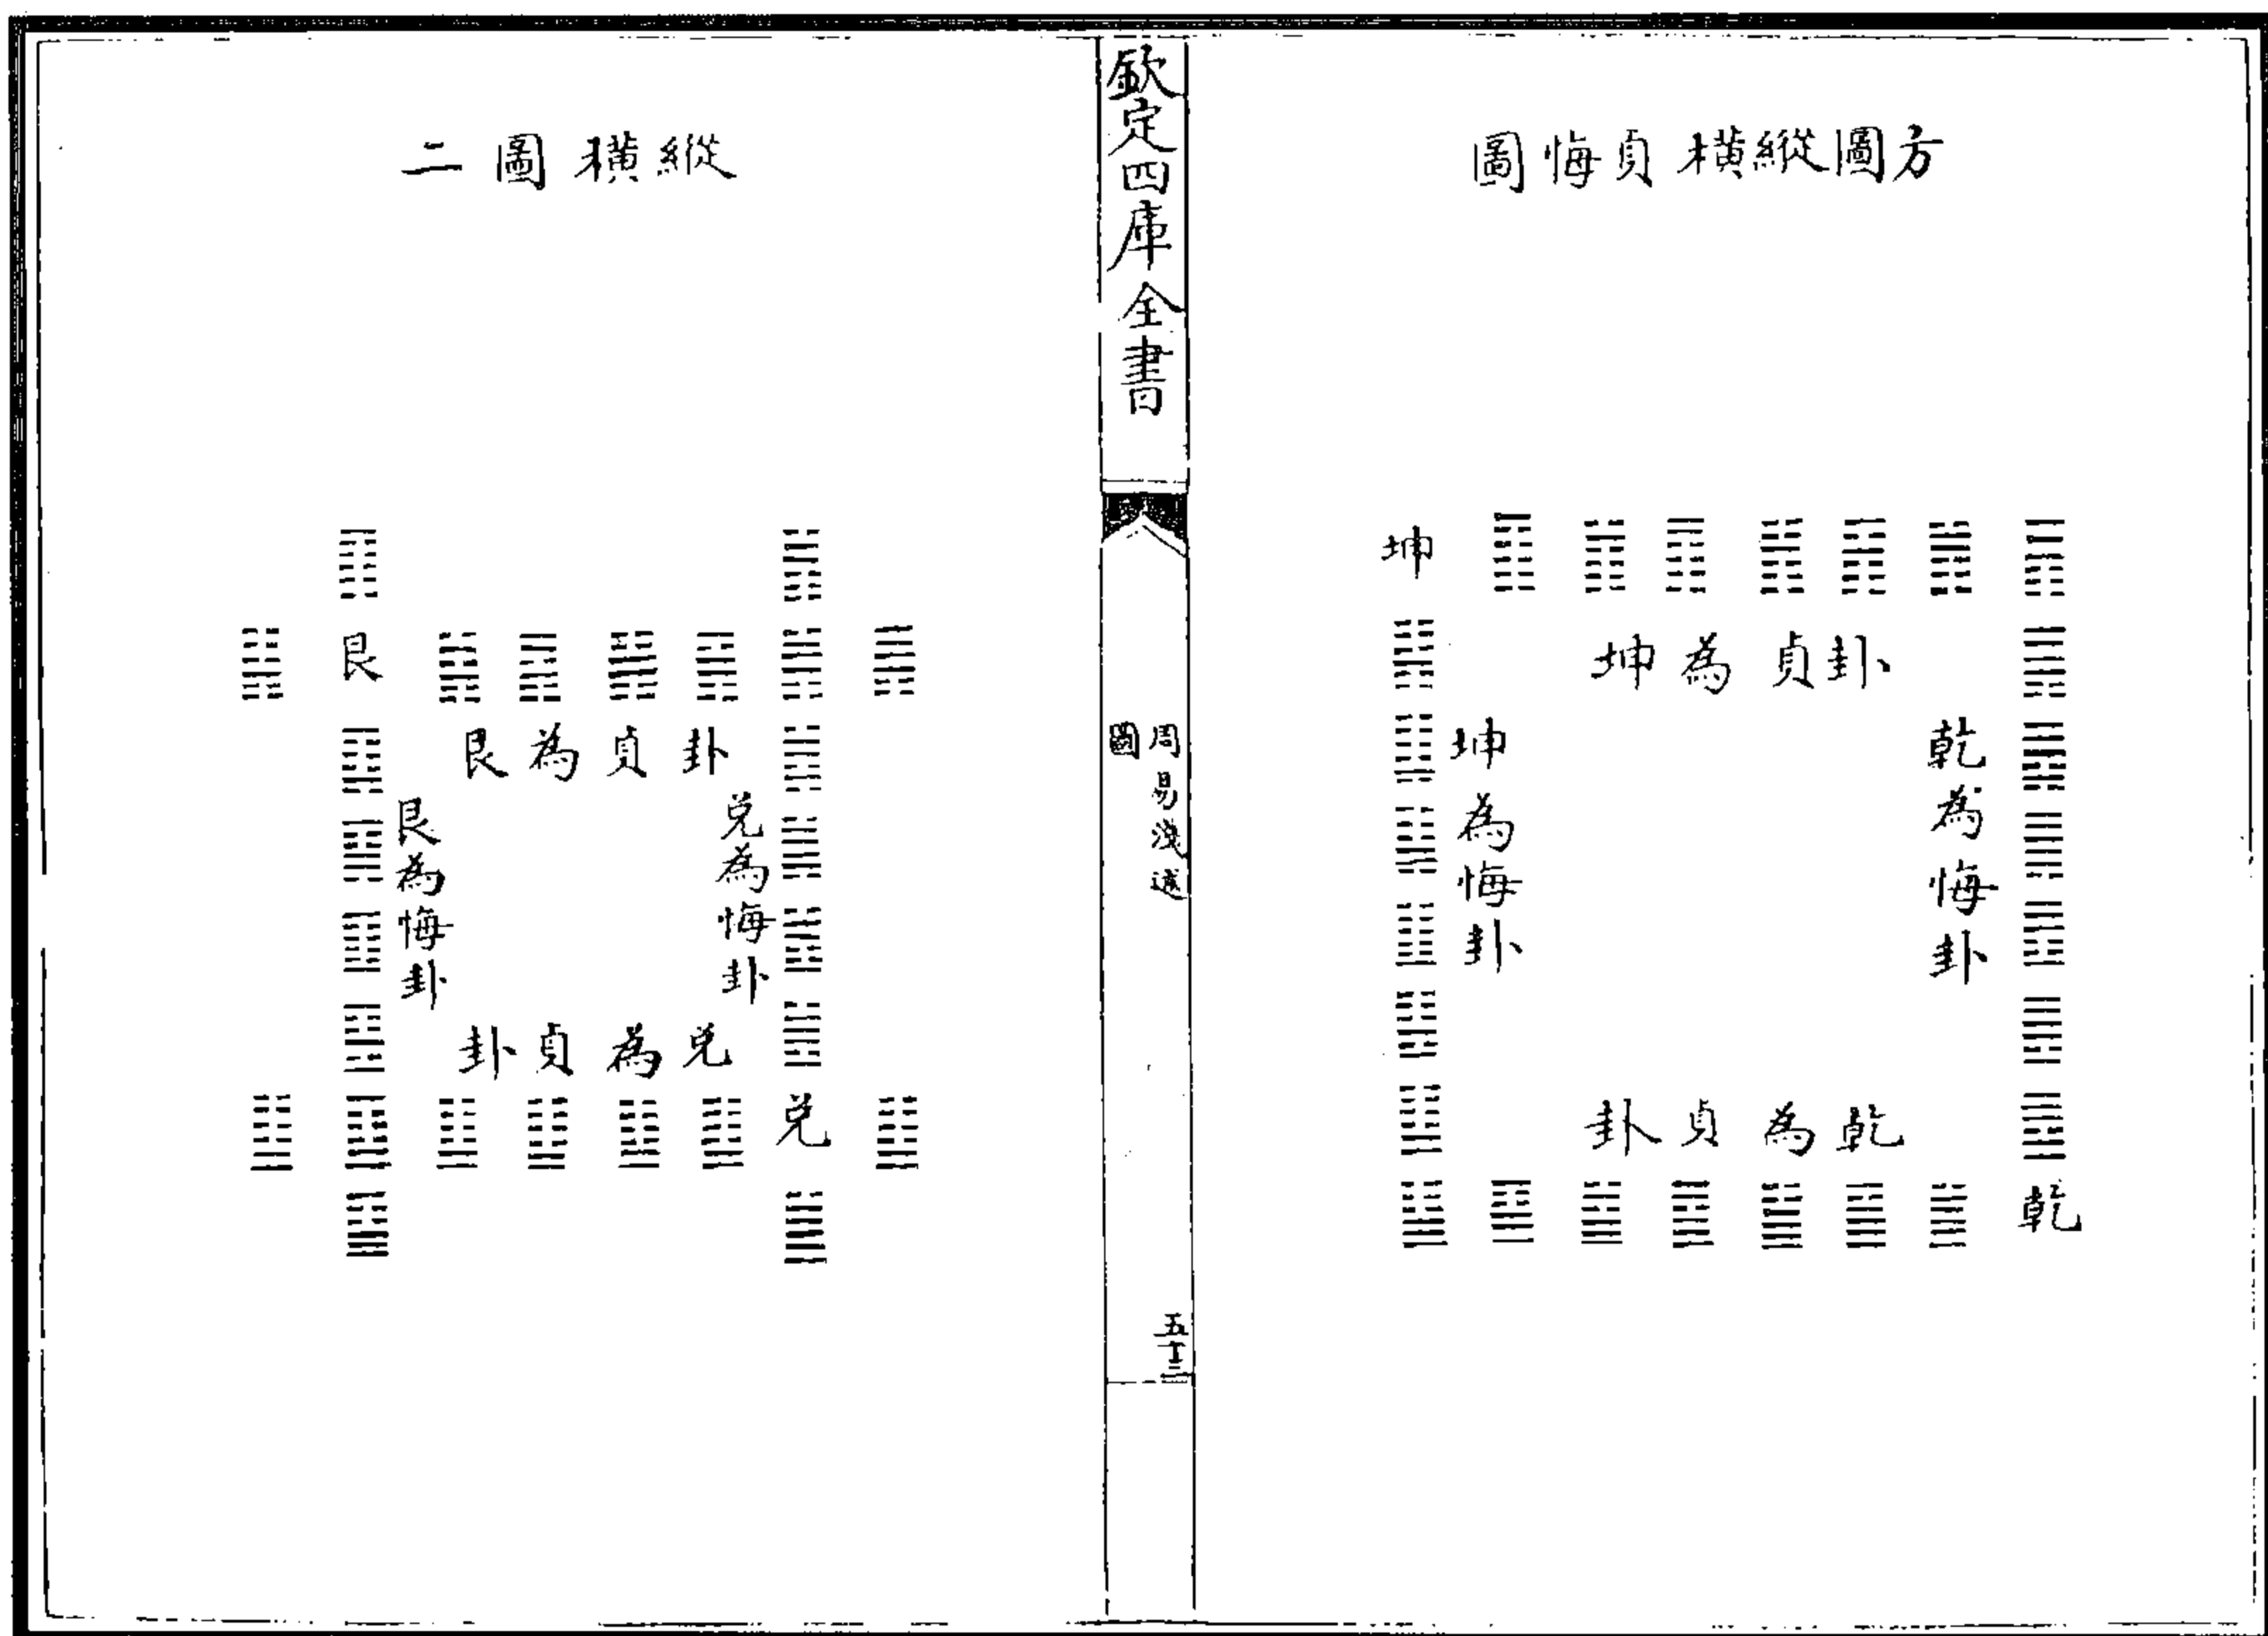 方圖縱橫貞悔圖
坤
坤為貞卦
乾為悔卦
坤為悔卦
乾為貞卦
乾
欽定四庫全書
周易淺述
圖
五十三
縱橫圖二
艮
艮為貞卦
兑為悔卦
艮為悔卦
兑為貞卦
兑